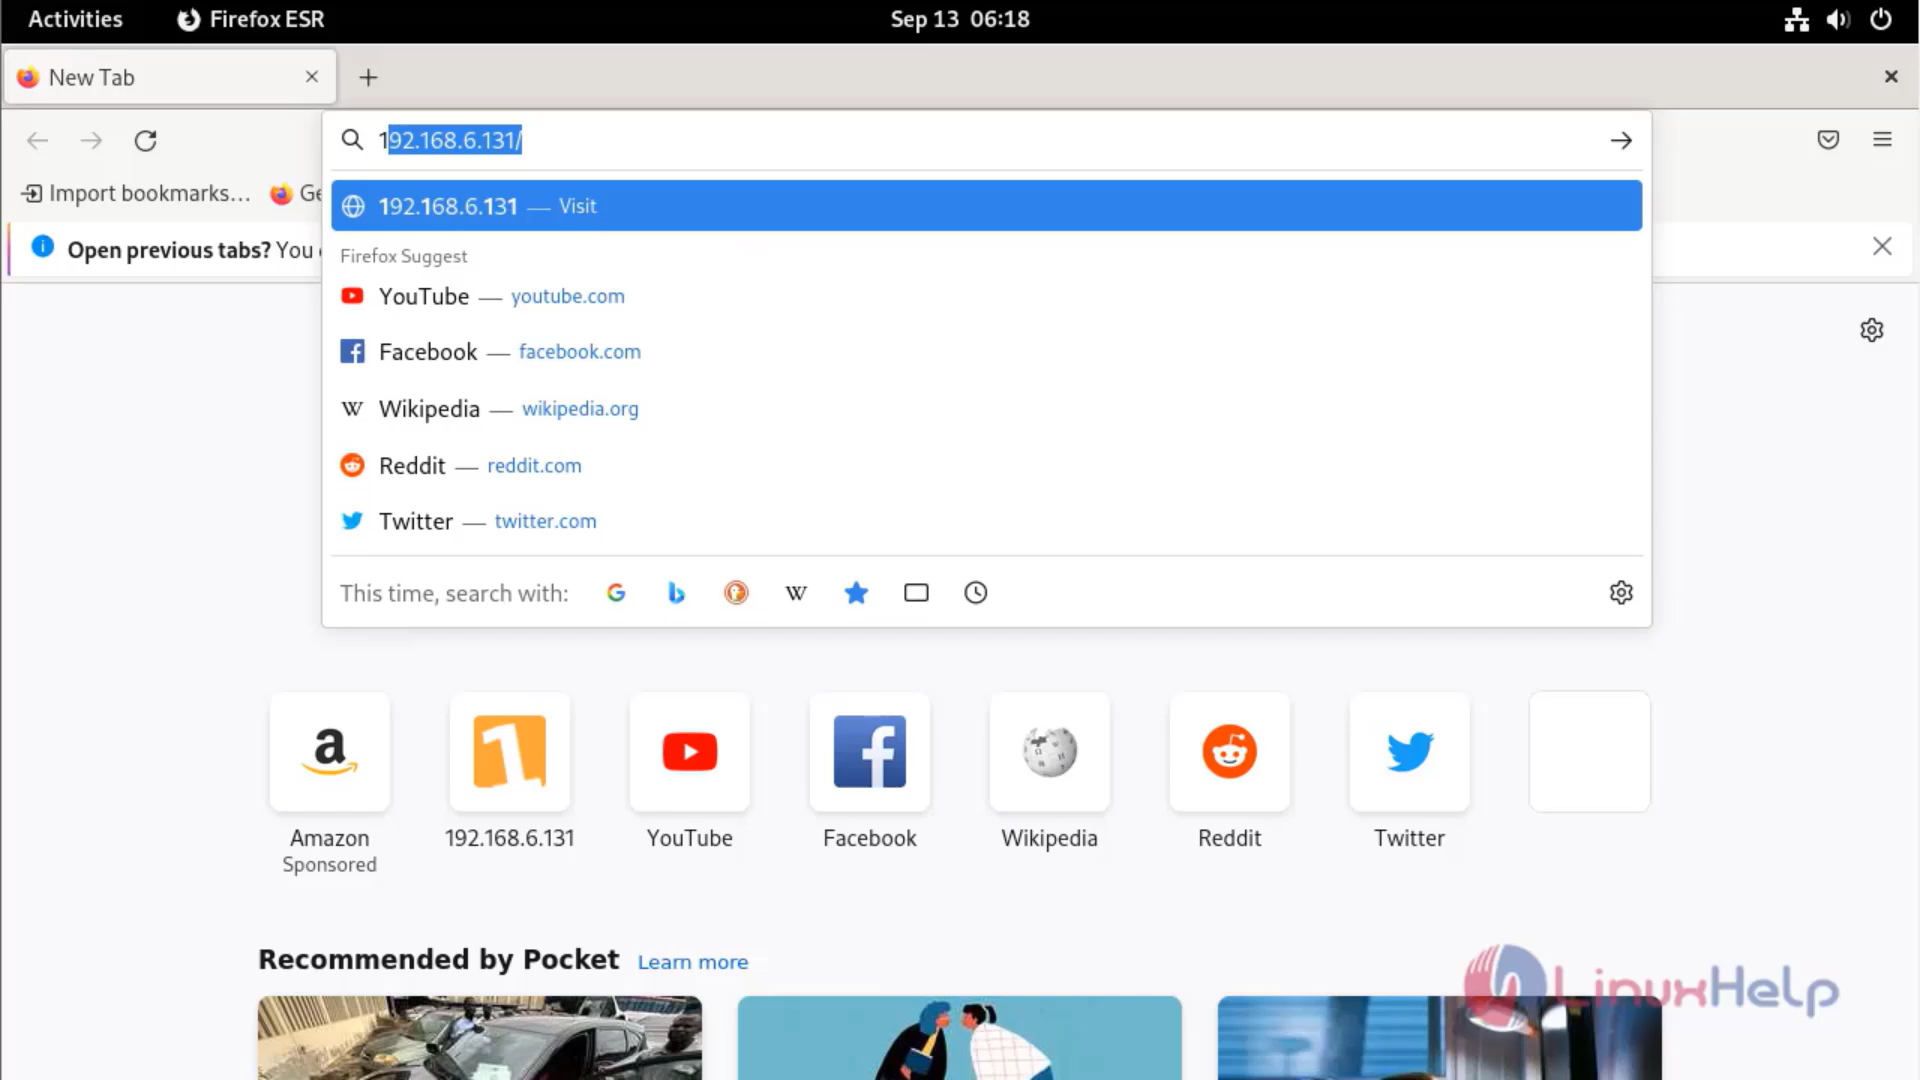 Activities
Firefox ESR
Sep 13 06:18
New Tab
192.168.6.131/
Import bookmarks...
Ge
192.168.6.131 — Visit
Open previous tabs? You
Firefox Suggest
YouTube — youtube.com
Facebook — facebook.com
W Wikipedia — wikipedia.org
Reddit — reddit.com
Twitter — twitter.com
This time, search with:
Amazon
Sponsored
192.168.6.131
YouTube
Facebook
Wikipedia
Reddit
Twitter
Recommended by Pocket Learn more
LinuxHelp